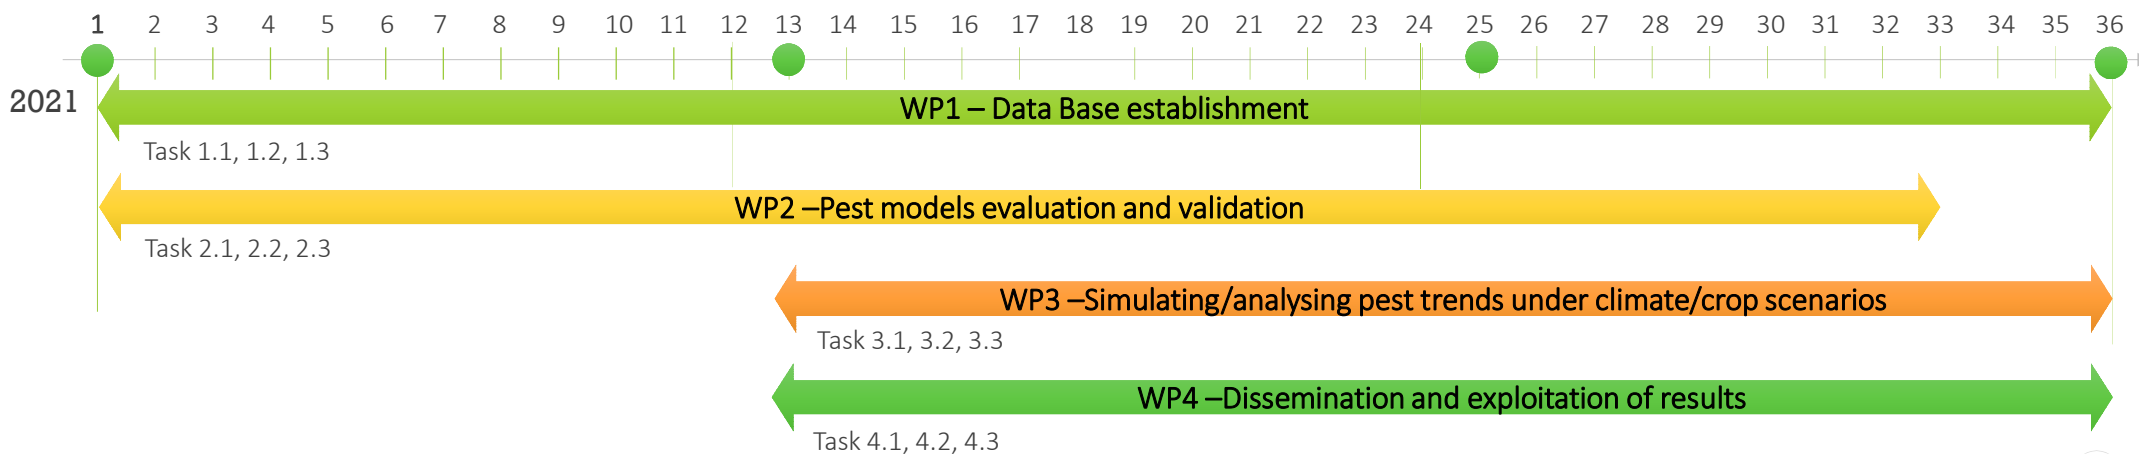 1 2 3 4 5 6 7 8 9 10 11 12 13 14 15 16 17 18 19 20 21 22 23 24 25 26 27 28 29 30 31 32 33 34 35 36
2021
WP1 – Data Base establishment
Task 1.1, 1.2, 1.3
WP2 –Pest models evaluation and validation
Task 2.1, 2.2, 2.3
WP3 –Simulating/analysing pest trends under climate/crop scenarios
Task 3.1, 3.2, 3.3
WP4 –Dissemination and exploitation of results
Task 4.1, 4.2, 4.3